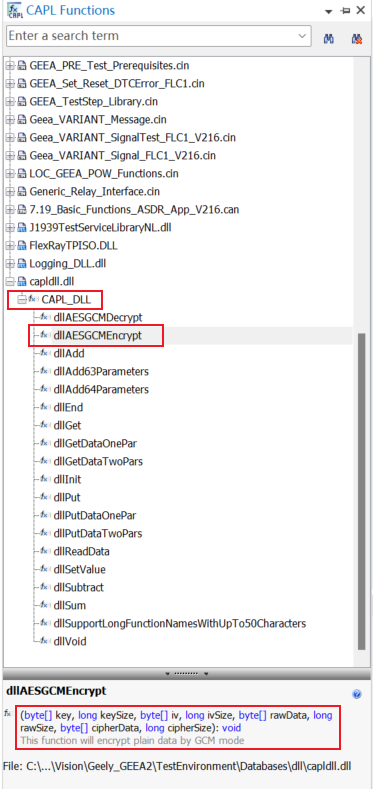 CAPL Functions
Enter a search term
GEEA_PRE_Test_Prerequisites.cin
GEEA_Set_Reset_DTCError_FLC1.cin
GEEA_TestStep_Library.cin
Geea_VARIANT_Message.cin
Geea_VARIANT_SignalTest_FLC1_V216.cin
Geea_VARIANT_Signal_FLC1_V216.cin
LOC_GEEA_POW_Functions.cin
Generic_Relay_Interface.cin
7.19_Basic_Functions_ASDR_App_V216.can
J1939TestServiceLibraryNL.dll
FlexRayTPISO.DLL
Logging_DLL.dll
capldll.dll
CAPL_DLL
dllAESGCMDecrypt
dllAESGCMEncrypt
dllAdd
dllAdd63Parameters
dllAdd64Parameters
dllEnd
dllGet
dllGetDataOnePar
dllGetDataTwoPars
dllInit
dllPut
dllPutDataOnePar
dllPutDataTwoPars
dllReadData
dllSetValue
dllSubtract
dllSum
dllSupportLongFunctionNamesWithUpTo50Characters
dllVoid
dllAESGCMEncrypt
(byte[] key, long keySize, byte[] iv, long ivSize, byte[] rawData, long
rawSize, byte[] cipherData, long cipherSize): void
This function will encrypt plain data by GCM mode
File: C:\...\Vision\Geely_GEEA2\TestEnvironment\Databases\dll\capldll.dll